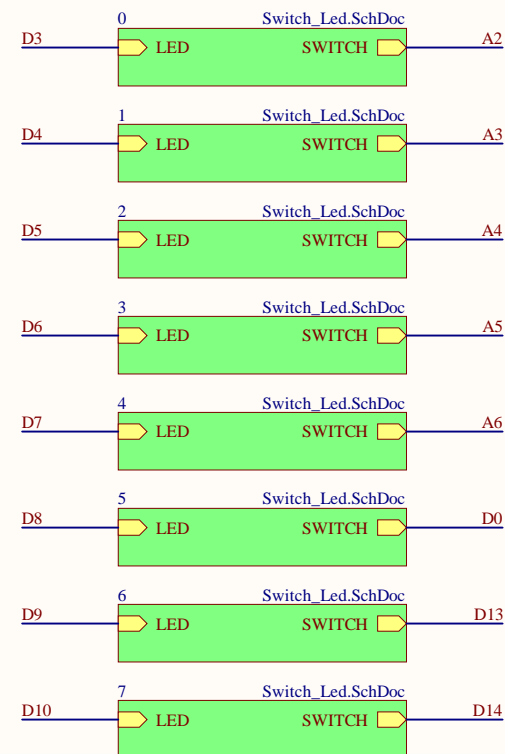 0 Switch_Led.SchDoc
D3 LED SWITCH A2
1 Switch_Led.SchDoc
D4 LED SWITCH A3
2 Switch_Led.SchDoc
D5 LED SWITCH A4
3 Switch_Led.SchDoc
D6 LED SWITCH A5
4 Switch_Led.SchDoc
D7 LED SWITCH A6
5 Switch_Led.SchDoc
D8 LED SWITCH D0
6 Switch_Led.SchDoc
D9 LED SWITCH D13
7 Switch_Led.SchDoc
D10 LED SWITCH D14